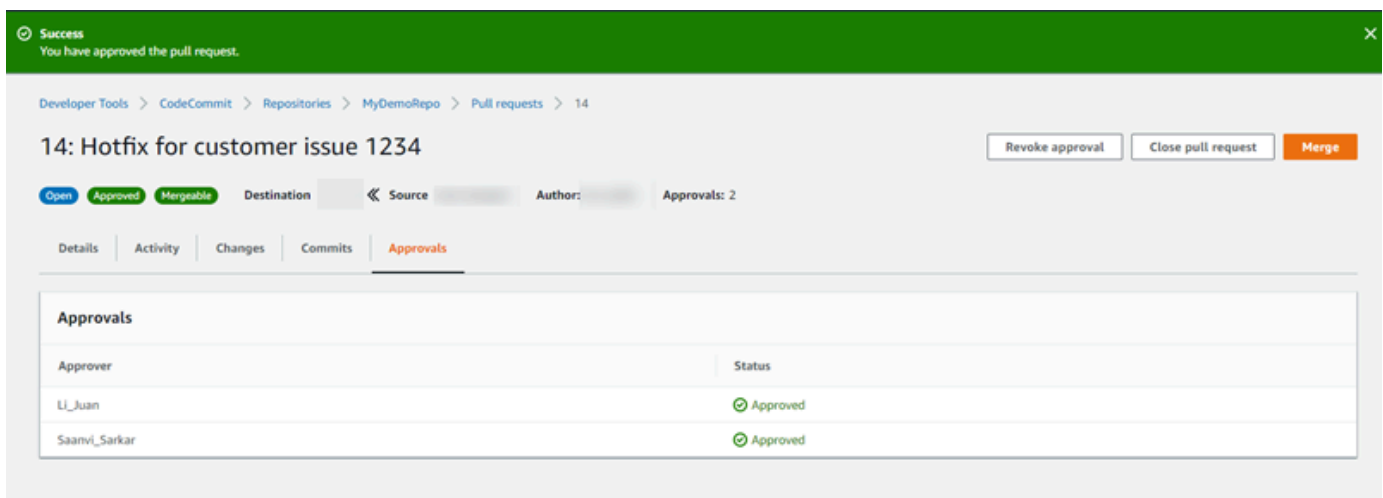 Success
You have approved the pull request.
Developer Tools > CodeCommit > Repositories > MyDemoRepo > Pull requests > 14
14: Hotfix for customer issue 1234
Revoke approval Close pull request Merge
Open Approved Mergeable Destination Source Author: Approvals: 2
Details Activity Changes Commits Approvals
Approvals
Approver Status
Li_Juan Approved
Saanvi_Sarkar Approved